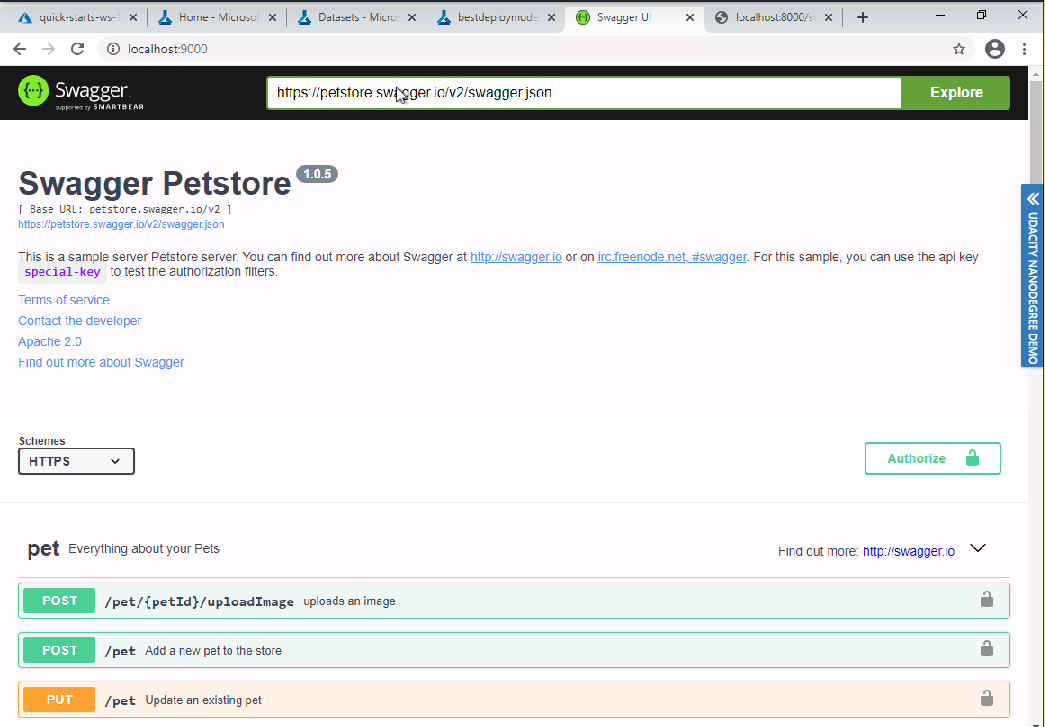 quick-starts-ws-1
Home - Microsof
Datasets - Micros
bestdeploymode
Swagger UI
localhost:8000/sw
localhost:9000
Swagger.
supported by SMARTBEAR
https://petstore.swagger.io/v2/swagger.json
Explore
Swagger Petstore 1.0.5
[ Base URL: petstore.swagger.io/v2 ]
https://petstore.swagger.io/v2/swagger.json
This is a sample server Petstore server. You can find out more about Swagger at http://swagger.io or on irc.freenode.net, #swagger. For this sample, you can use the api key
special-key to test the authorization filters.
Terms of service
Contact the developer
Apache 2.0
Find out more about Swagger
UDACITY NANODEGREE DEMO
Schemes
HTTPS
Authorize
pet Everything about your Pets
Find out more: http://swagger.io
POST /pet/{petId}/uploadImage uploads an image
POST /pet Add a new pet to the store
PUT /pet Update an existing pet